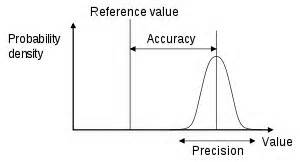 Reference value
Probability
density
Accuracy
Value
Precision